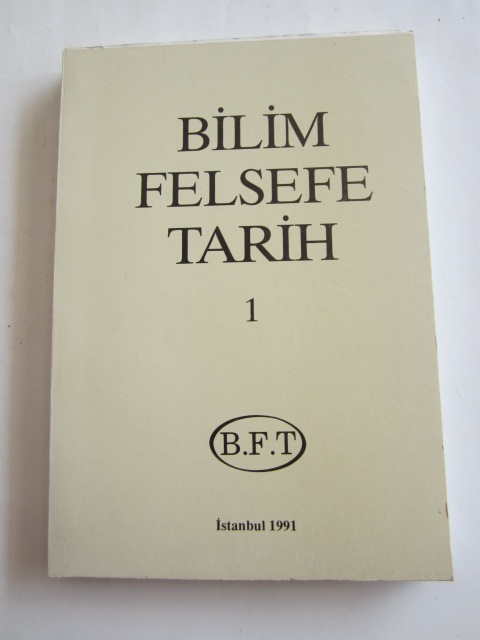 BİLİM
FELSEFE
TARİH
1
B.F.T
İstanbul 1991